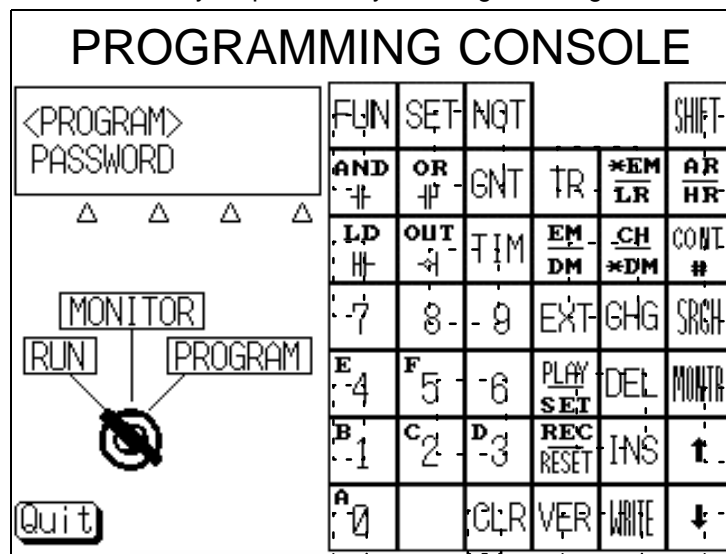 PROGRAMMING CONSOLE
<PROGRAM>
PASSWORD
MONITOR
RUN PROGRAM
Quit
FUN SET NOT SHIFT
AND OR CNT TR *EM LR AR HR
LD OUT TIM EM DM CH *DM CONT #
7 8 9 EXT CHG SRCH
E 4 F 5 6 PLAY SET DEL MONTR
B 1 C 2 D 3 REC RESET INS ↑
A 0 CLR VER WRITE ↓